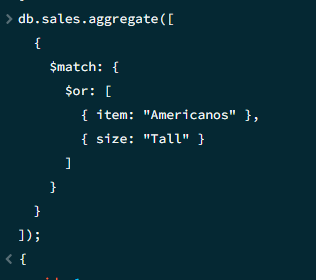 > db.sales.aggregate([
{
$match: {
$or: [
{ item: "Americanos" },
{ size: "Tall" }
]
}
}
]);
< {